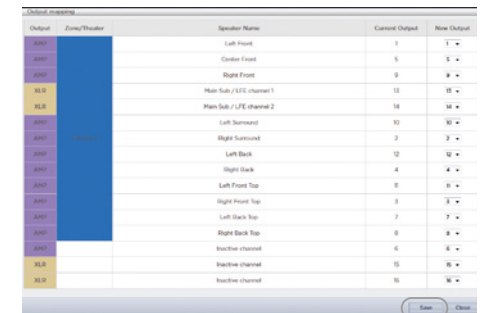 Output mapping
Output Zone/Theater Speaker Name Current Output New Output
AMP Left Front 1 1
AMP Center Front 5 5
AMP Right Front 9 9
XLR Main Sub / LFE channel 1 13 13
XLR Main Sub / LFE channel 2 14 14
AMP Left Surround 10 10
AMP Right Surround 2 2
AMP Left Back 12 12
AMP Right Back 4 4
AMP Left Front Top 11 11
AMP Right Front Top 3 3
AMP Left Back Top 7 7
AMP Right Back Top 8 8
AMP Inactive channel 6 6
XLR Inactive channel 15 15
XLR Inactive channel 16 16
Save Close